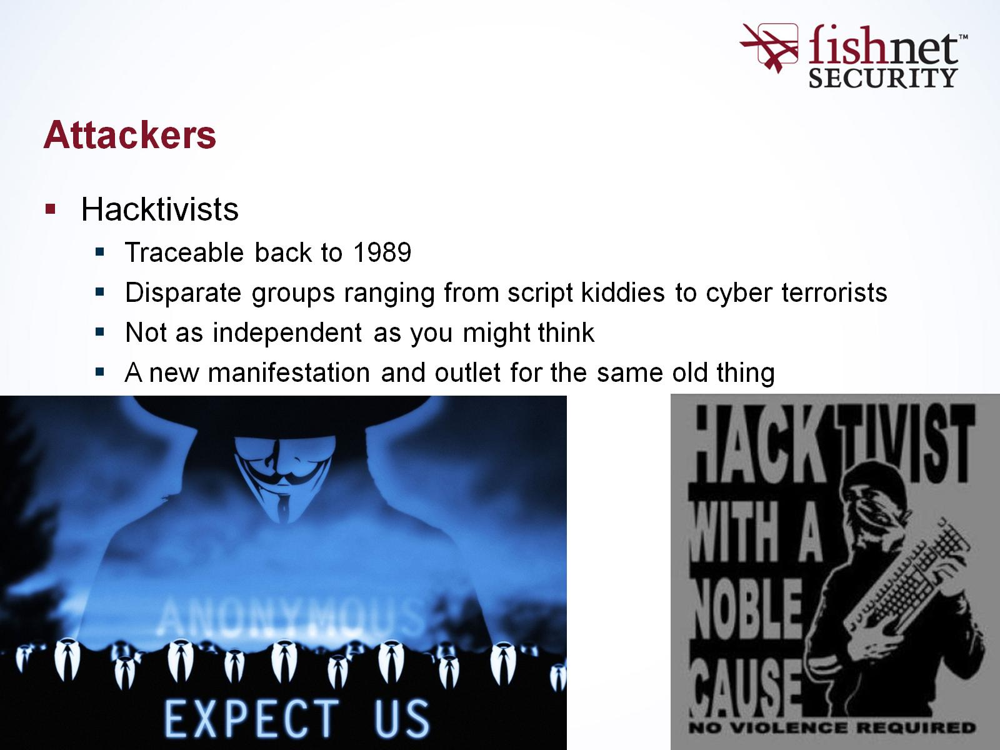 fishnet™
SECURITY
Attackers
Hacktivists
Traceable back to 1989
Disparate groups ranging from script kiddies to cyber terrorists
Not as independent as you might think
A new manifestation and outlet for the same old thing
ANONYMOUS
EXPECT US
HACKTIVIST
WITH A
NOBLE
CAUSE
NO VIOLENCE REQUIRED